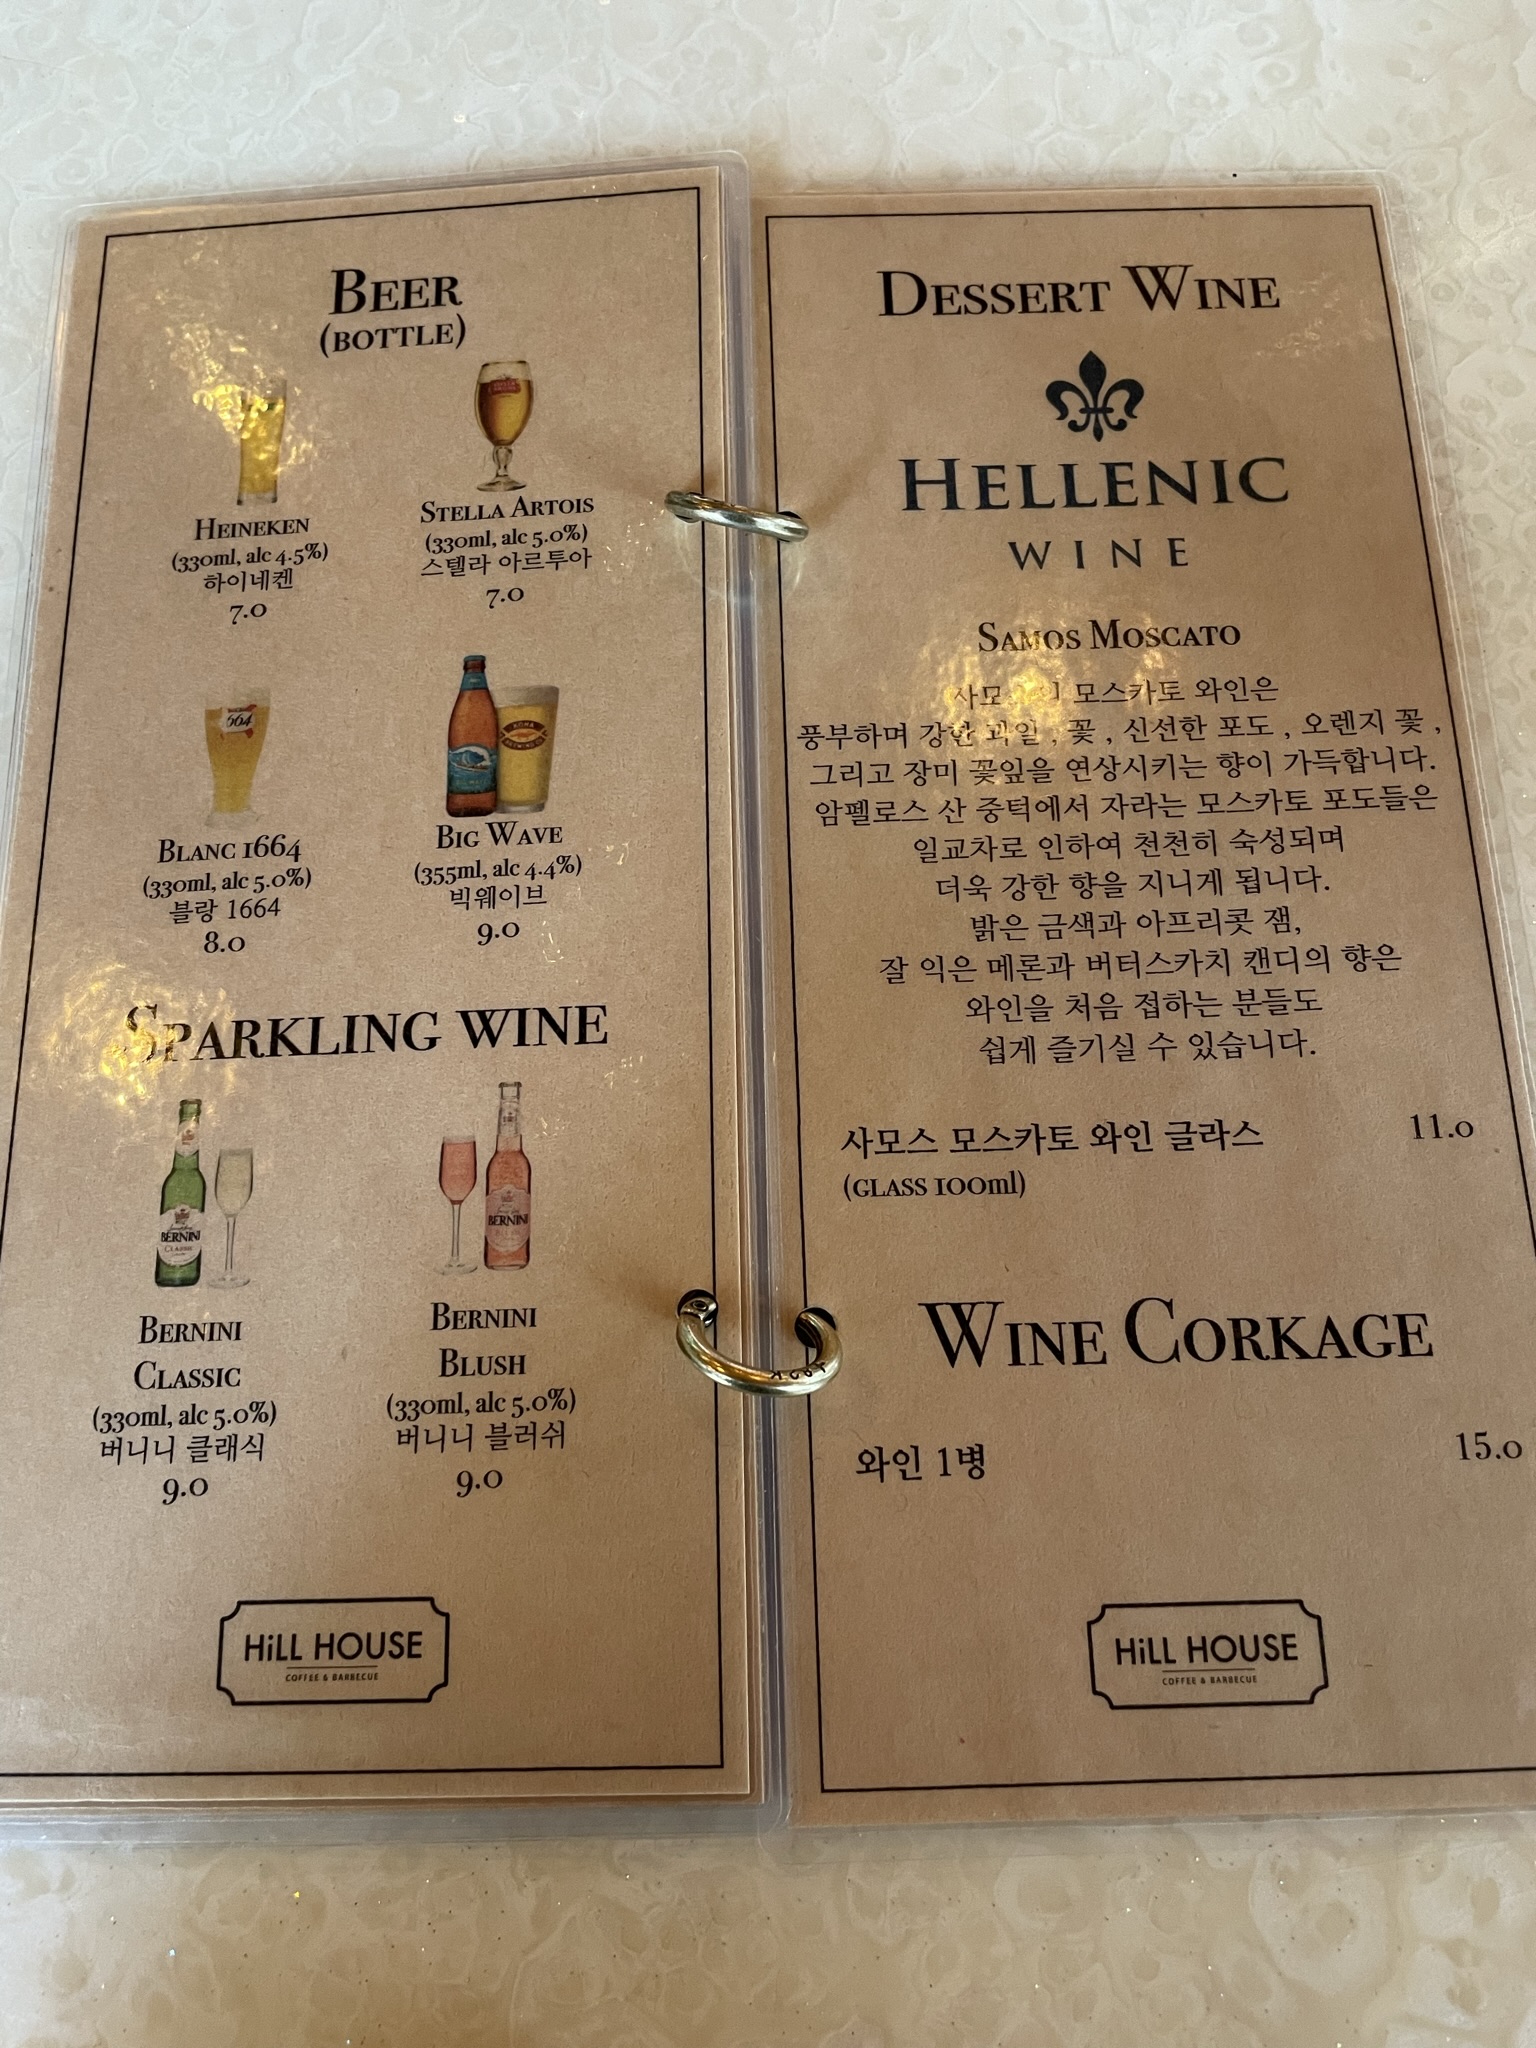 BEER
(BOTTLE)
HEINEKEN
(330ml, alc 4.5%)
하이네켄
7.0
STELLA ARTOIS
(330ml, alc 5.0%)
스텔라 아르투아
7.0
664
BLANC 1664
(330ml, alc 5.0%)
블랑 1664
8.0
KONA
BIG WAVE
(355ml, alc 4.4%)
빅웨이브
9.0
SPARKLING WINE
BERNINI
CLASSIC
BERNINI
CLASSIC
(330ml, alc 5.0%)
버니니 클래식
9.0
BERNINI
BERNINI
BLUSH
(330ml, alc 5.0%)
버니니 블러쉬
9.0
HiLL HOUSE
COFFEE & BARBECUE
DESSERT WINE
HELLENIC
WINE
SAMOS MOSCATO
모스카토 와인은
풍부하며 강한 과일 , 꽃 , 신선한 포도 , 오렌지 꽃 ,
그리고 장미 꽃잎을 연상시키는 향이 가득합니다.
암펠로스 산 중턱에서 자라는 모스카토 포도들은
일교차로 인하여 천천히 숙성되며
더욱 강한 향을 지니게 됩니다.
밝은 금색과 아프리콧 잼,
잘 익은 메론과 버터스카치 캔디의 향은
와인을 처음 접하는 분들도
쉽게 즐기실 수 있습니다.
사모스 모스카토 와인 글라스 11.0
(GLASS 100ml)
WINE CORKAGE
와인 1병 15.0
HiLL HOUSE
COFFEE & BARBECUE